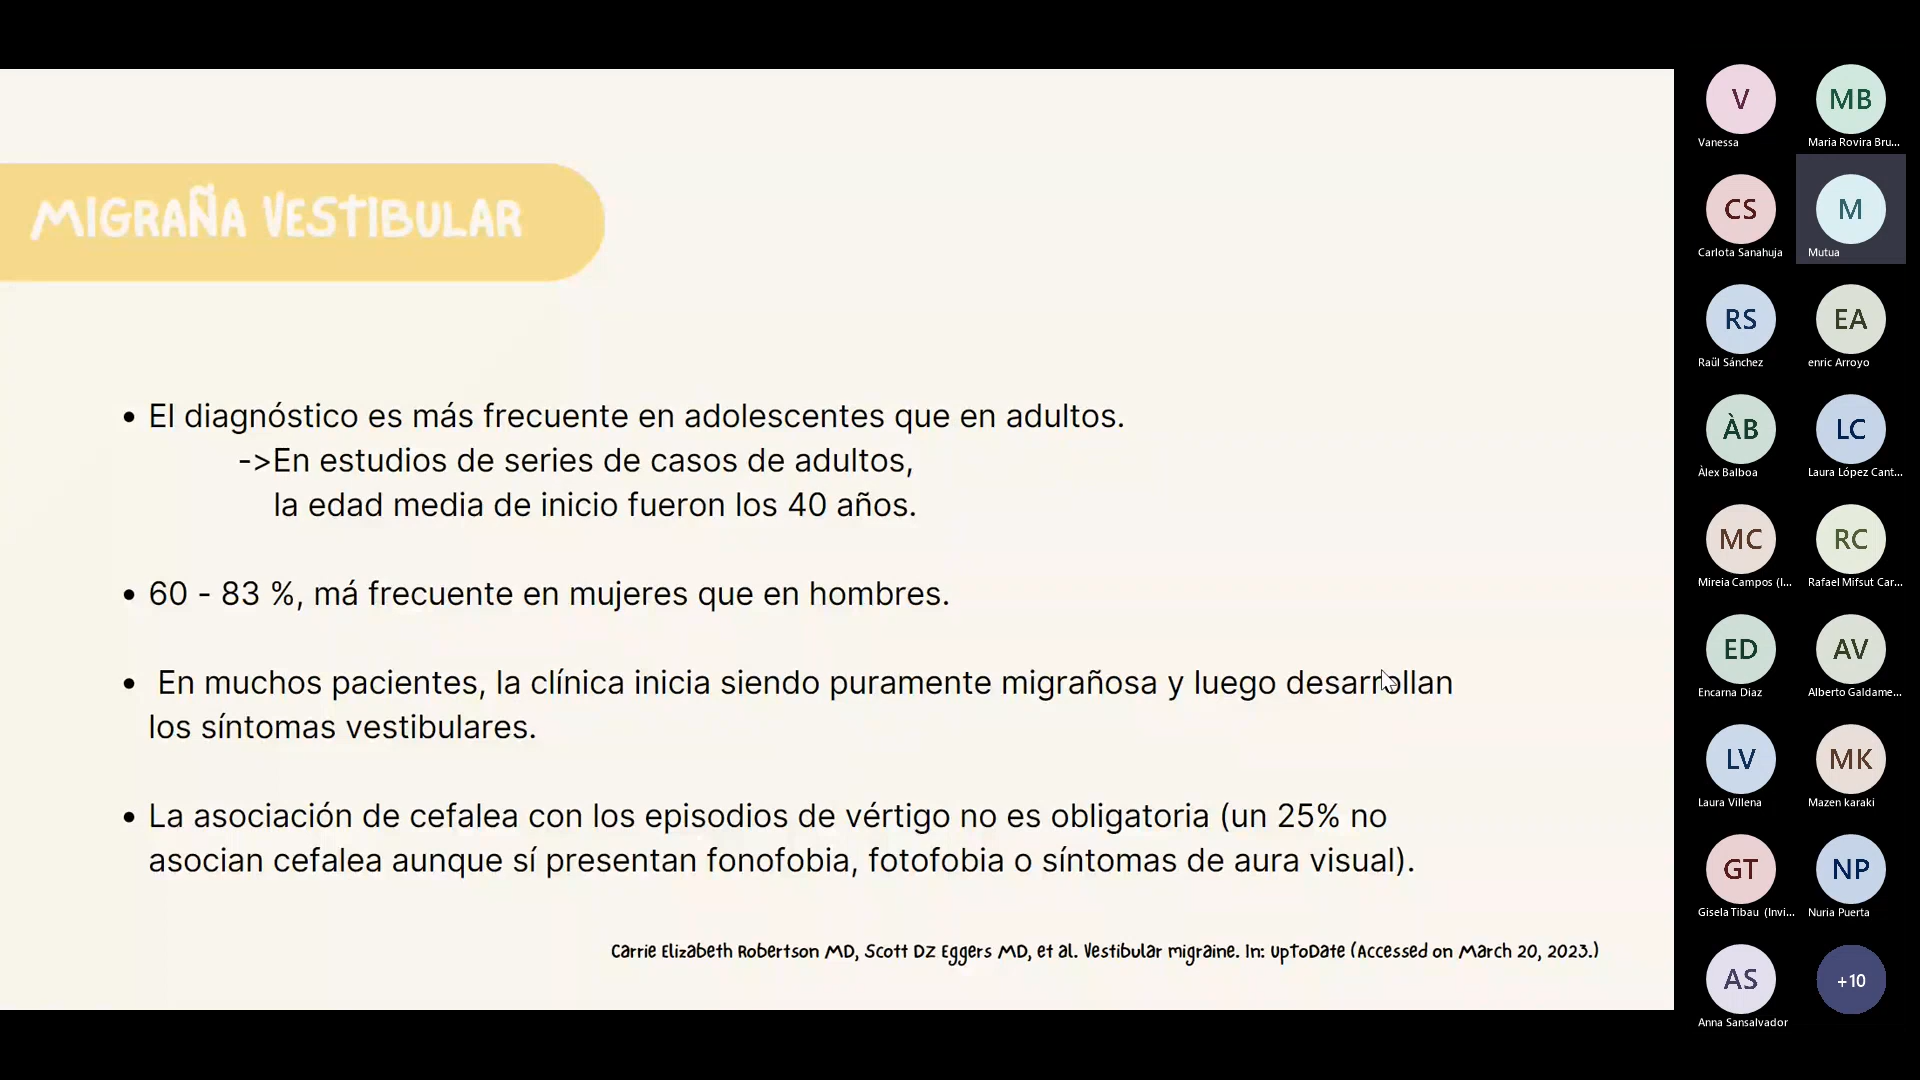 MIGRAÑA VESTIBULAR
• El diagnóstico es más frecuente en adolescentes que en adultos.
->En estudios de series de casos de adultos,
la edad media de inicio fueron los 40 años.
• 60 - 83 %, má frecuente en mujeres que en hombres.
• En muchos pacientes, la clínica inicia siendo puramente migrañosa y luego desarrollan
los síntomas vestibulares.
• La asociación de cefalea con los episodios de vértigo no es obligatoria (un 25% no
asocian cefalea aunque sí presentan fonofobia, fotofobia o síntomas de aura visual).
Carrie Elizabeth Robertson MD, Scott DZ Eggers MD, et al. Vestibular migraine. In: UpToDate (Accessed on March 20, 2023.)
V MB
Vanessa Maria Rovira Bru...
CS M
Carlota Sanahuja Mutua
RS EA
Raül Sánchez enric Arroyo
ÀB LC
Àlex Balboa Laura López Cant...
MC RC
Mireia Campos (I... Rafael Mifsut Car...
ED AV
Encarna Diaz Alberto Galdame...
LV MK
Laura Villena Mazen karaki
GT NP
Gisela Tibau (Invi... Nuria Puerta
AS +10
Anna Sansalvador